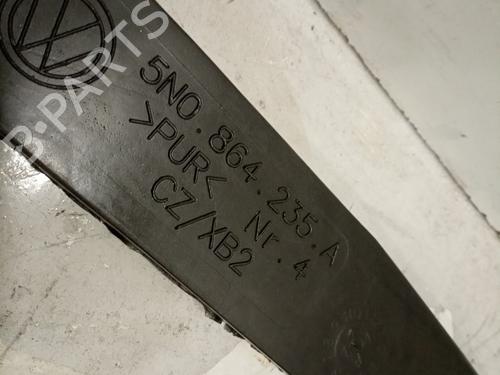 B-PARTS
5N0.864.235.A
>PUR< Nr.4
CZ/XB2